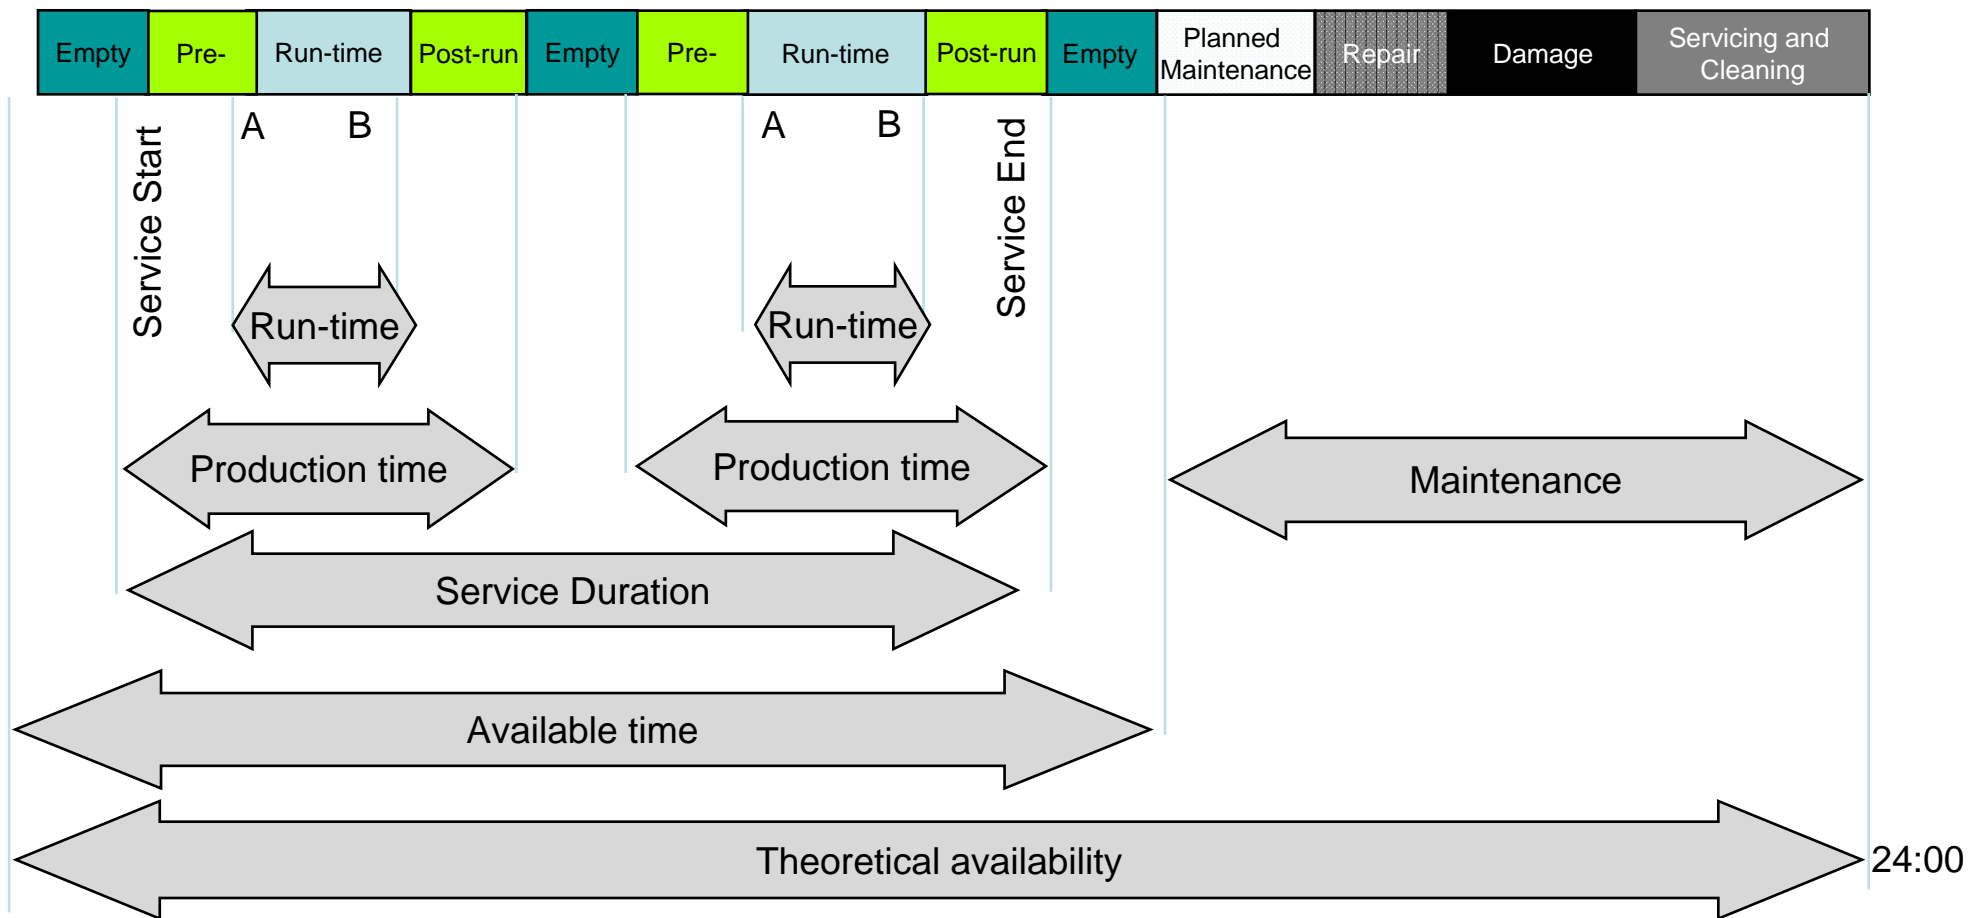 Empty
Pre-
Run-time
Post-run
Empty
Pre-
Run-time
Post-run
Empty
Planned
Maintenance
Repair
Damage
Servicing and
Cleaning
A
B
A
B
Service Start
Service End
Run-time
Run-time
Production time
Production time
Maintenance
Service Duration
Available time
Theoretical availability
24:00